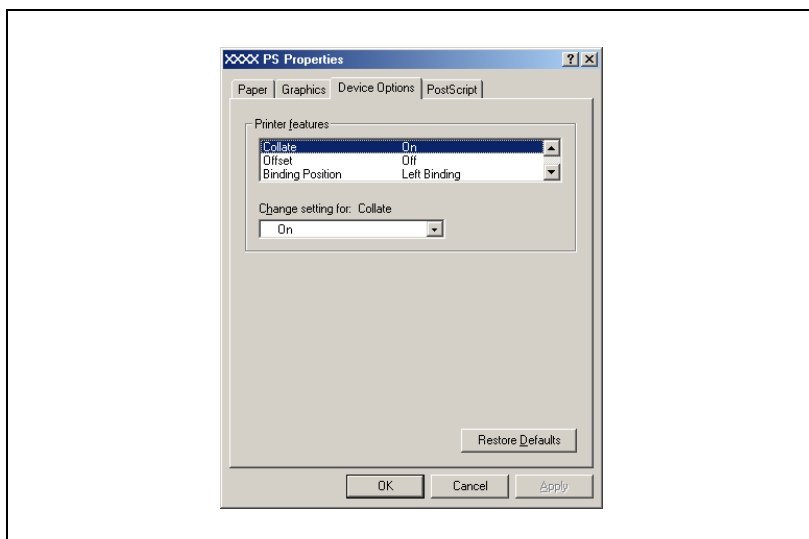 XXXX PS Properties
Paper Graphics Device Options PostScript
Printer features
Collate On
Offset Off
Binding Position Left Binding
Change setting for: Collate
On
Restore Defaults
OK Cancel Apply